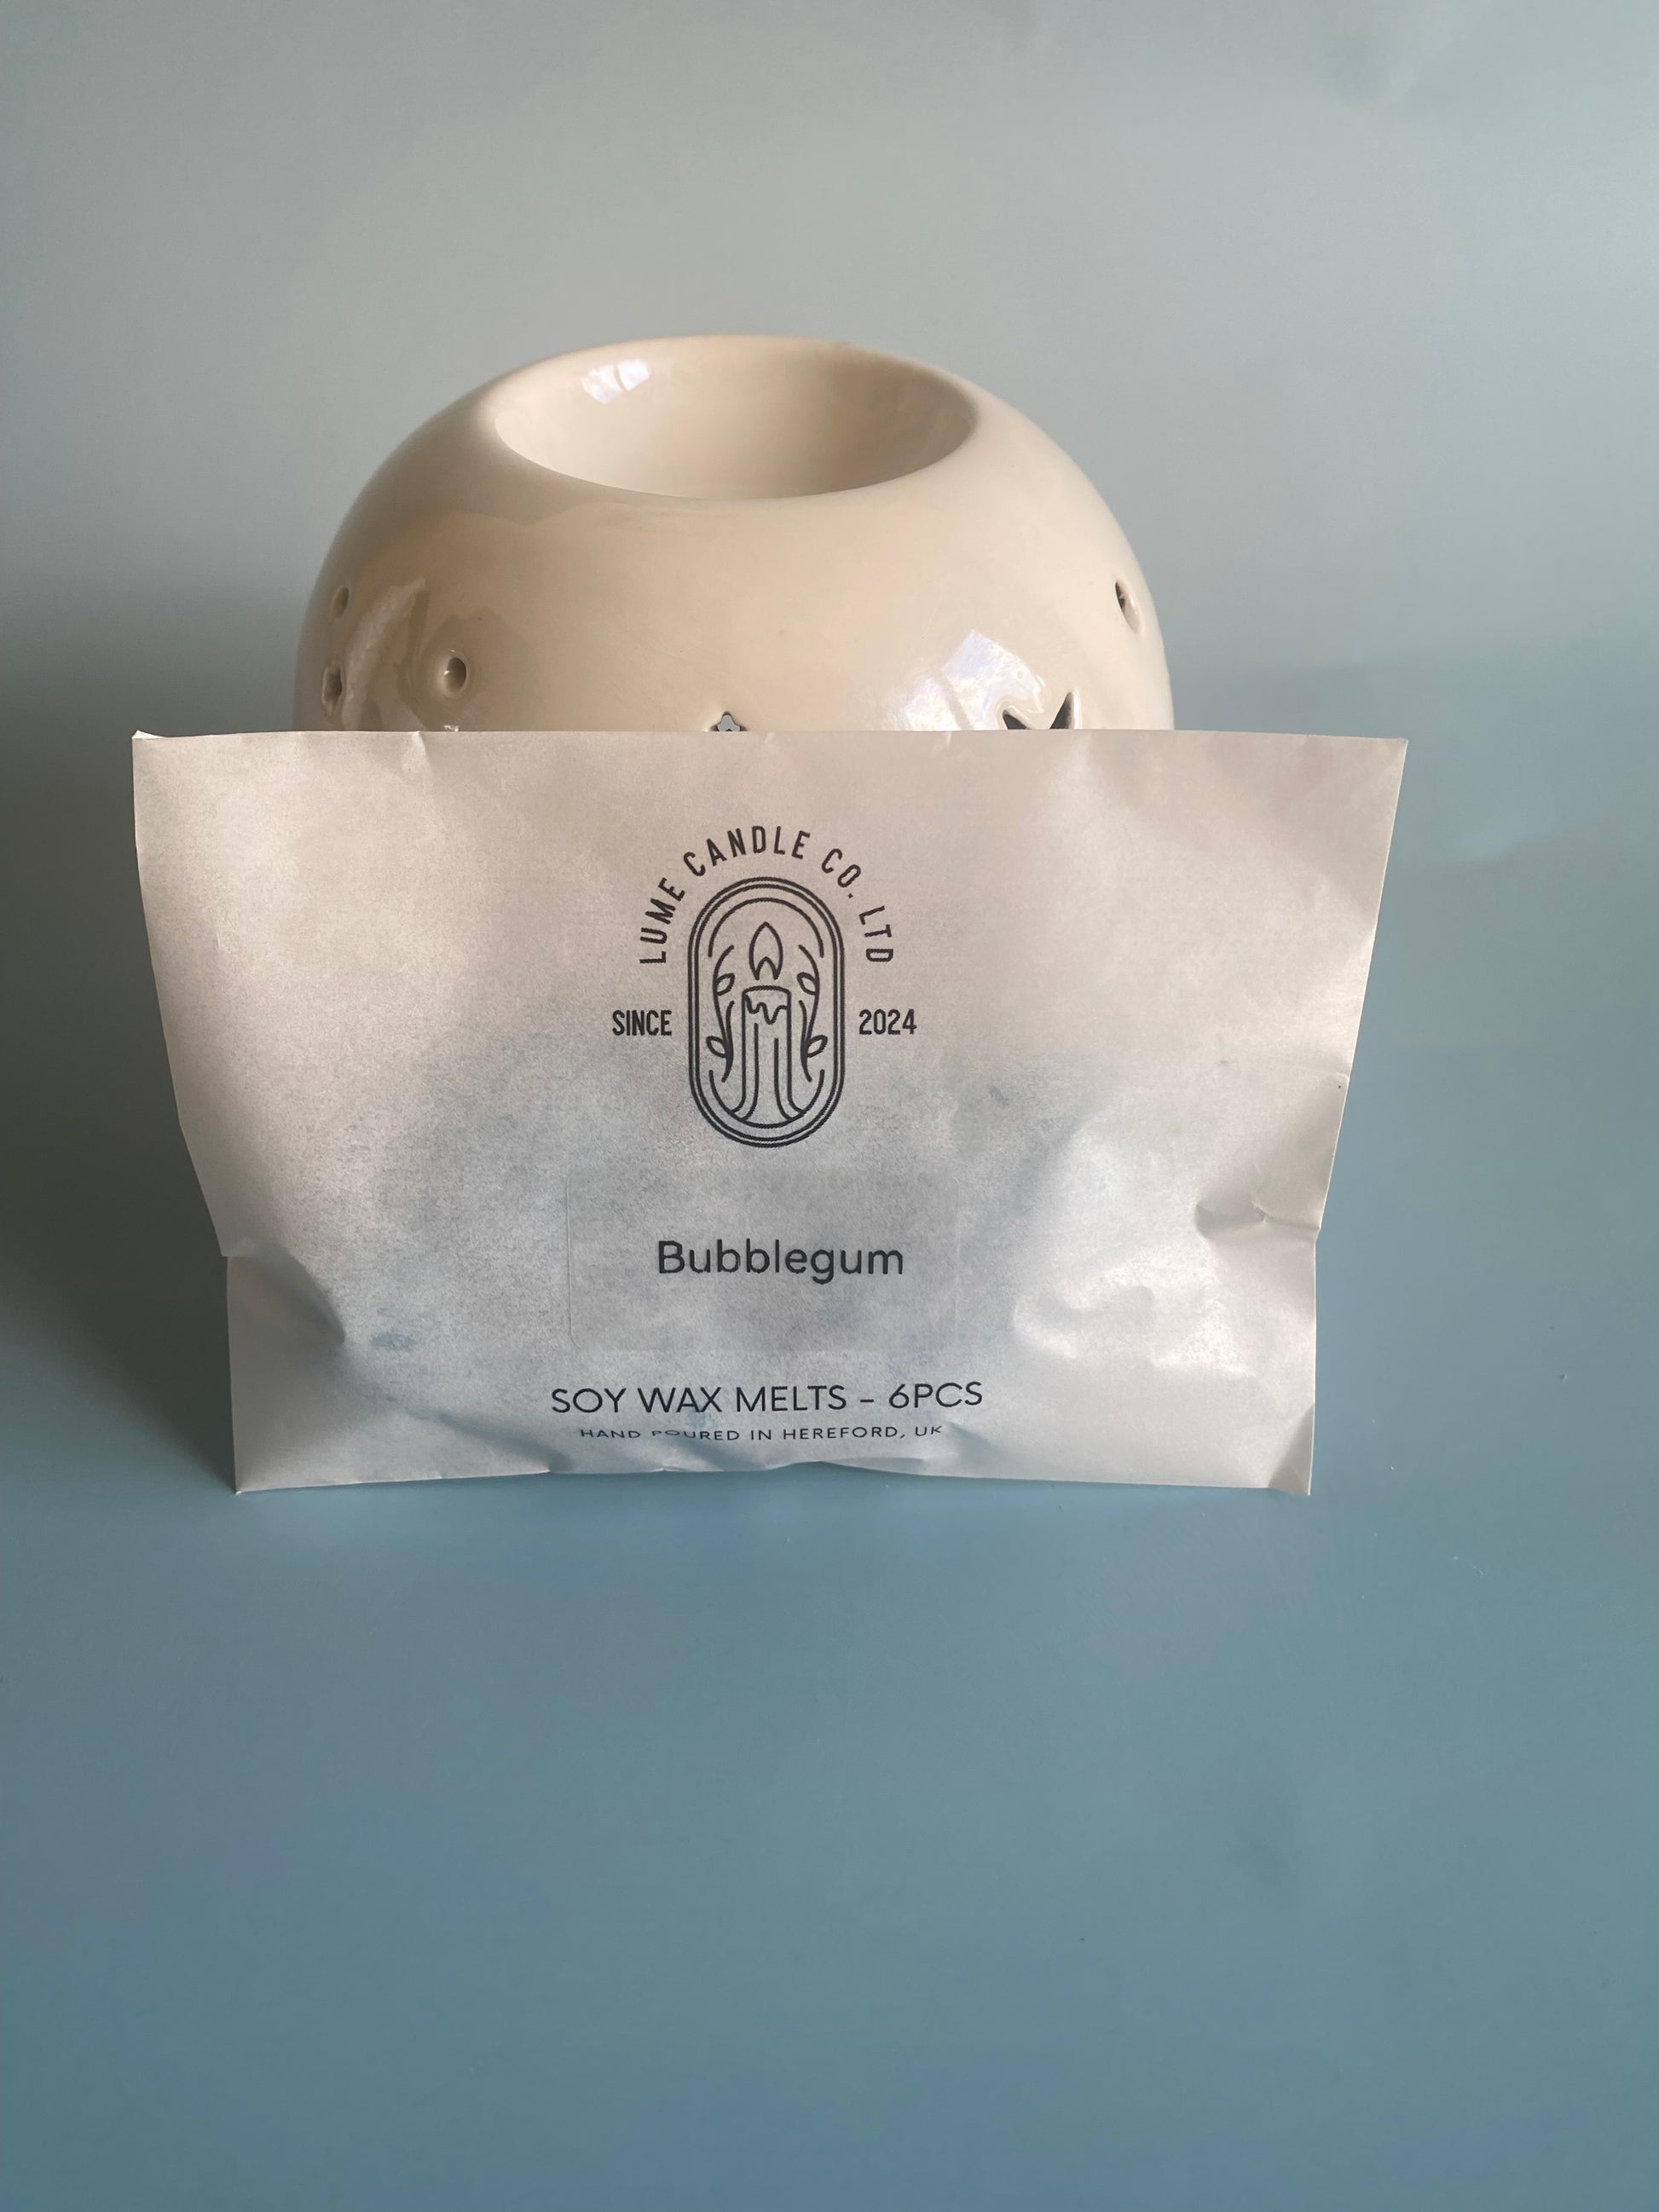 LUME CANDLE CO. LTD
SINCE 2024
Bubblegum
SOY WAX MELTS - 6PCS
HAND POURED IN HEREFORD, UK